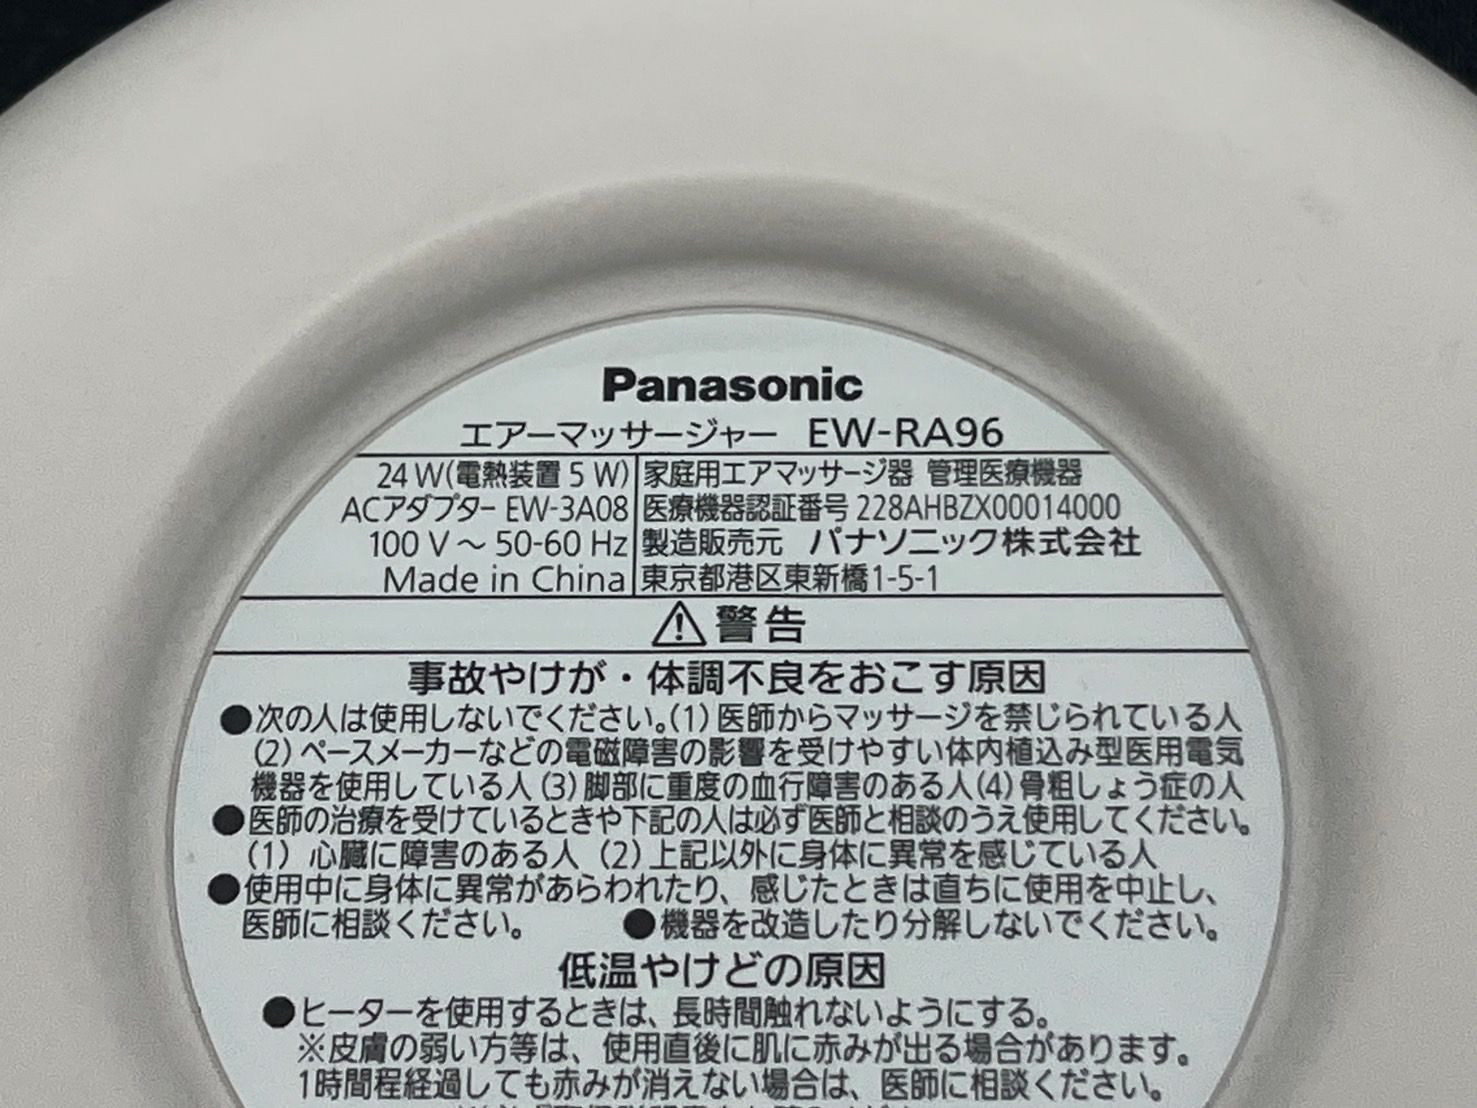 Panasonic
エアーマッサージャー EW-RA96
24 W(電熱装置 5 W)
ACアダプター EW-3A08
100 V ～ 50-60 Hz
Made in China
家庭用エアマッサージ器 管理医療機器
医療機器認証番号 228AHBZX00014000
製造販売元 パナソニック株式会社
東京都港区東新橋1-5-1
⚠警告
事故やけが・体調不良をおこす原因
●次の人は使用しないでください。(1) 医師からマッサージを禁じられている人
(2) ペースメーカーなどの電磁障害の影響を受けやすい体内植込み型医用電気
機器を使用している人 (3) 脚部に重度の血行障害のある人 (4) 骨粗しょう症の人
●医師の治療を受けているときや下記の人は必ず医師と相談のうえ使用してください。
(1) 心臓に障害のある人 (2) 上記以外に身体に異常を感じている人
●使用中に身体に異常があらわれたり、感じたときは直ちに使用を中止し、
医師に相談ください。 ●機器を改造したり分解しないでください。
低温やけどの原因
●ヒーターを使用するときは、長時間触れないようにする。
※皮膚の弱い方等は、使用直後に肌に赤みが出る場合があります。
1時間程経過しても赤みが消えない場合は、医師に相談ください。